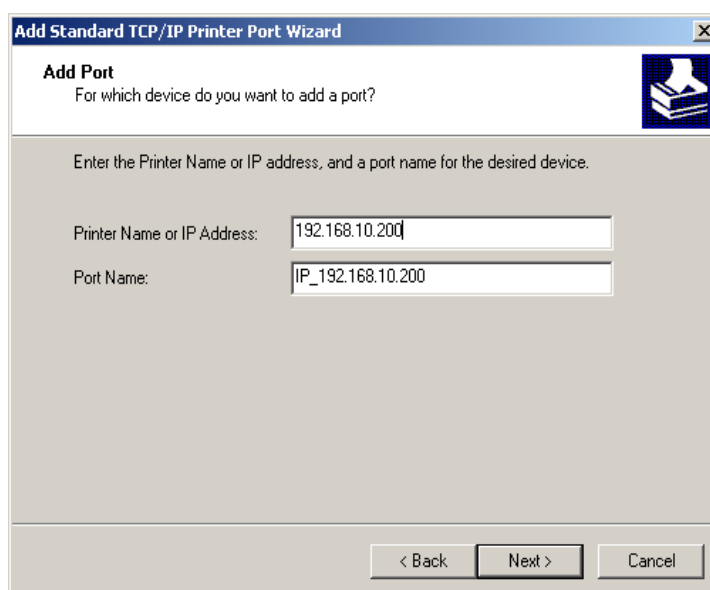 Add Standard TCP/IP Printer Port Wizard
Add Port
For which device do you want to add a port?
Enter the Printer Name or IP address, and a port name for the desired device.
Printer Name or IP Address: 192.168.10.200
Port Name: IP_192.168.10.200
< Back Next > Cancel